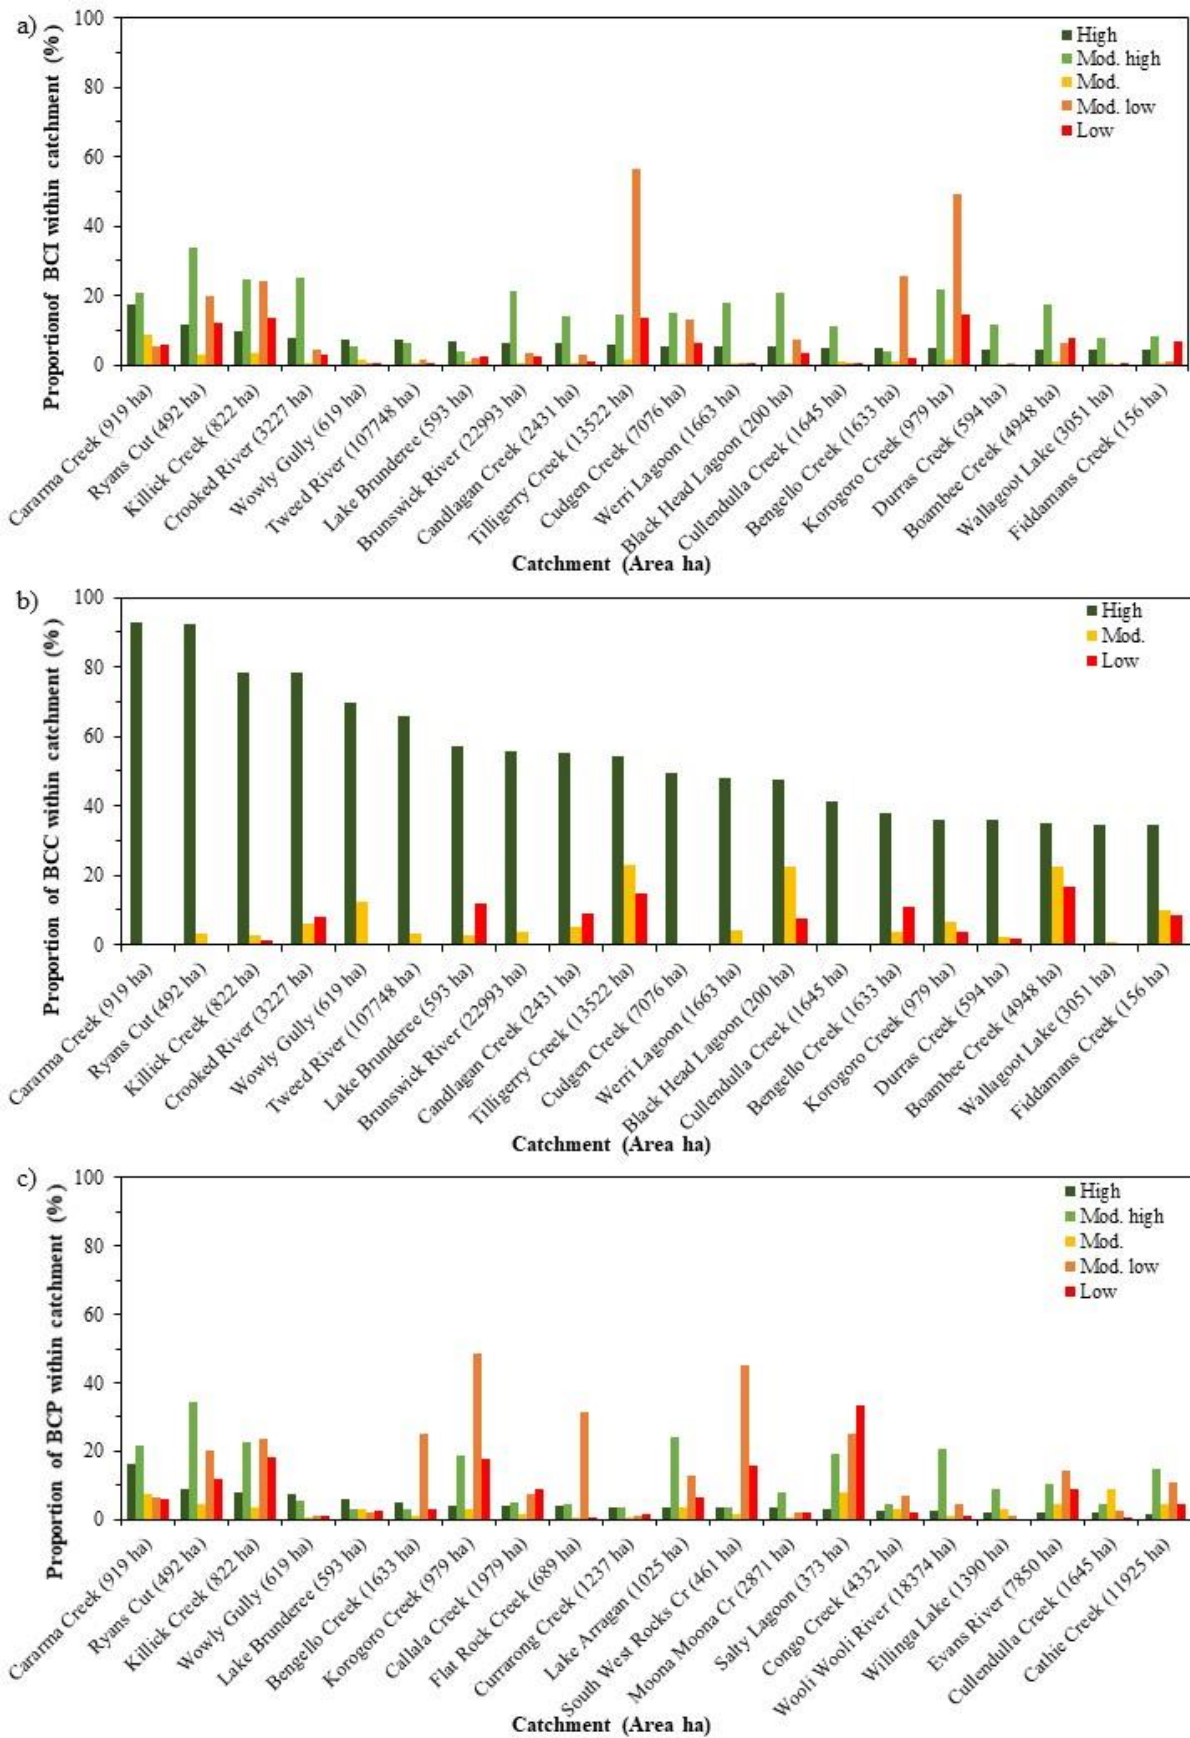 a)
Proportionof BCI within catchment (%)
100
80
60
40
20
0
High
Mod. high
Mod.
Mod. low
Low
Cararma Creek (919 ha)
Ryans Cut (492 ha)
Killick Creek (822 ha)
Crooked River (3227 ha)
Wowly Gully (619 ha)
Tweed River (107748 ha)
Lake Brunderee (593 ha)
Brunswick River (22993 ha)
Candlagan Creek (2431 ha)
Tilligerry Creek (13522 ha)
Cudgen Creek (7076 ha)
Werri Lagoon (1663 ha)
Black Head Lagoon (200 ha)
Cullendulla Creek (1645 ha)
Bengello Creek (1633 ha)
Korogoro Creek (979 ha)
Durras Creek (594 ha)
Boambee Creek (4948 ha)
Wallagoot Lake (3051 ha)
Fiddamans Creek (156 ha)
Catchment (Area ha)
b)
Proportion of BCC within catchment (%)
100
80
60
40
20
0
High
Mod.
Low
Cararma Creek (919 ha)
Ryans Cut (492 ha)
Killick Creek (822 ha)
Crooked River (3227 ha)
Wowly Gully (619 ha)
Tweed River (107748 ha)
Lake Brunderee (593 ha)
Brunswick River (22993 ha)
Candlagan Creek (2431 ha)
Tilligerry Creek (13522 ha)
Cudgen Creek (7076 ha)
Werri Lagoon (1663 ha)
Black Head Lagoon (200 ha)
Cullendulla Creek (1645 ha)
Bengello Creek (1633 ha)
Korogoro Creek (979 ha)
Durras Creek (594 ha)
Boambee Creek (4948 ha)
Wallagoot Lake (3051 ha)
Fiddamans Creek (156 ha)
Catchment (Area ha)
c)
Proportion of BCP within catchment (%)
100
80
60
40
20
0
High
Mod. high
Mod.
Mod. low
Low
Cararma Creek (919 ha)
Ryans Cut (492 ha)
Killick Creek (822 ha)
Wowly Gully (619 ha)
Lake Brunderee (593 ha)
Bengello Creek (1633 ha)
Korogoro Creek (979 ha)
Callala Creek (1979 ha)
Flat Rock Creek (689 ha)
Currarong Creek (1237 ha)
Lake Arragan (1025 ha)
South West Rocks Cr (461 ha)
Moona Moona Cr (2871 ha)
Salty Lagoon (373 ha)
Congo Creek (4332 ha)
Wooli Wooli River (18374 ha)
Willinga Lake (1390 ha)
Evans River (7850 ha)
Cullendulla Creek (1645 ha)
Cathie Creek (11925 ha)
Catchment (Area ha)